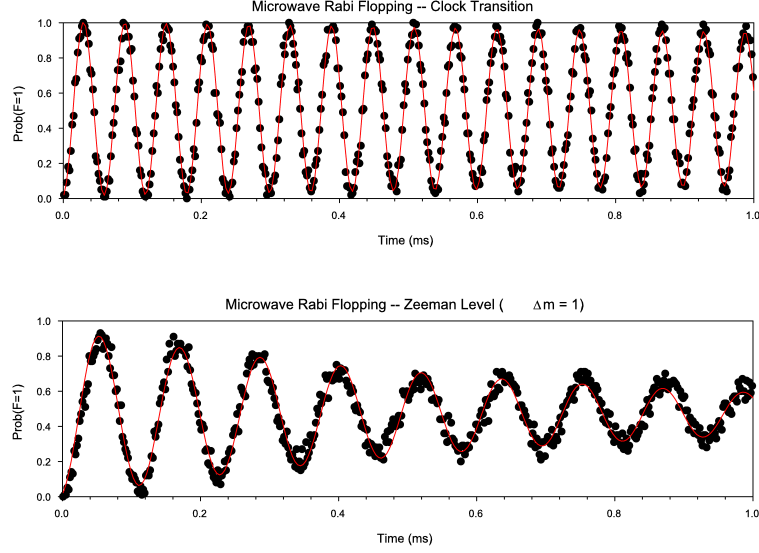 Microwave Rabi Flopping -- Clock Transition
1.0
0.8
0.6
0.4
0.2
0.0
Prob(F=1)
0.0 0.2 0.4 0.6 0.8 1.0
Time (ms)
Microwave Rabi Flopping -- Zeeman Level ( Δm = 1)
1.0
0.8
0.6
0.4
0.2
0.0
Prob(F=1)
0.0 0.2 0.4 0.6 0.8 1.0
Time (ms)